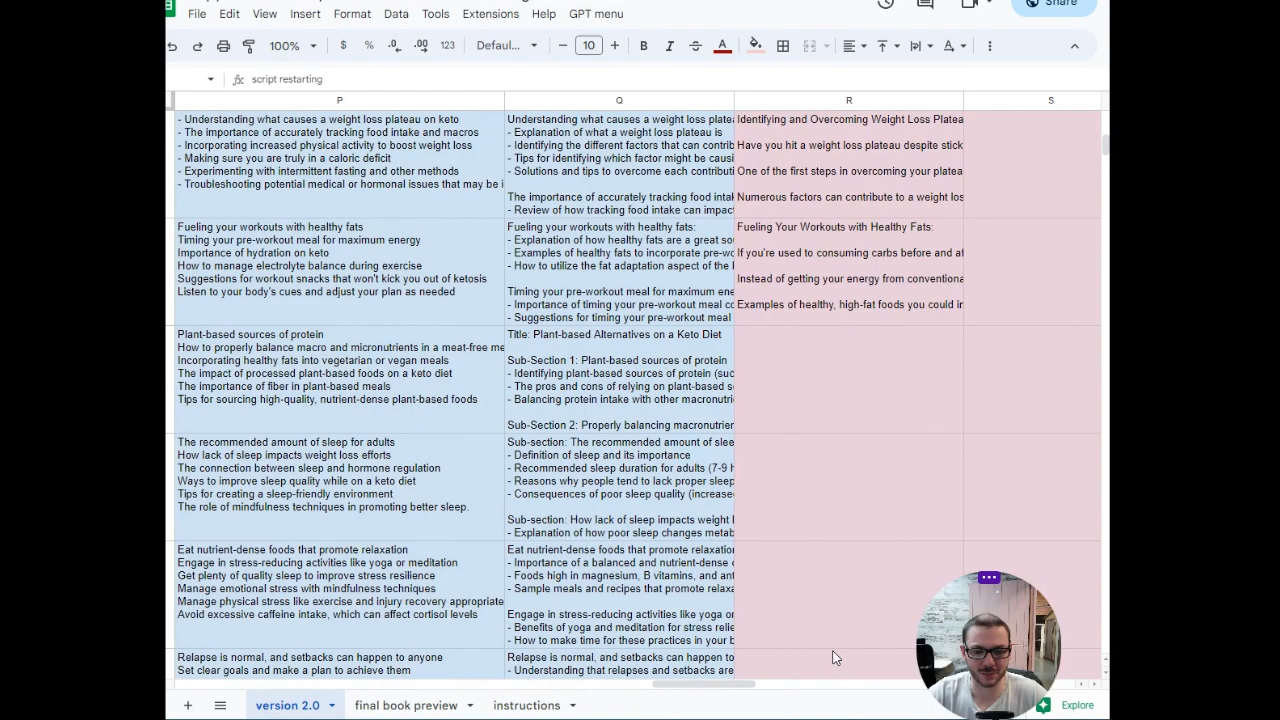 Share
File Edit View Insert Format Data Tools Extensions Help GPT menu
100% $ % .0 .00 123 Defaul... 10 B I A
fx script restarting
P Q R S
- Understanding what causes a weight loss plateau on keto
- The importance of accurately tracking food intake and macros
- Incorporating increased physical activity to boost weight loss
- Making sure you are truly in a caloric deficit
- Experimenting with intermittent fasting and other methods
- Troubleshooting potential medical or hormonal issues that may be i
Understanding what causes a weight loss platea
- Explanation of what a weight loss plateau is
- Identifying the different factors that can contrib
- Tips for identifying which factor might be causi
- Solutions and tips to overcome each contributi
The importance of accurately tracking food intak
- Review of how tracking food intake can impact
Identifying and Overcoming Weight Loss Platea
Have you hit a weight loss plateau despite stick
One of the first steps in overcoming your platea
Numerous factors can contribute to a weight los
Fueling your workouts with healthy fats
Timing your pre-workout meal for maximum energy
Importance of hydration on keto
How to manage electrolyte balance during exercise
Suggestions for workout snacks that won't kick you out of ketosis
Listen to your body's cues and adjust your plan as needed
Fueling your workouts with healthy fats:
- Explanation of how healthy fats are a great sou
- Examples of healthy fats to incorporate pre-wo
- How to utilize the fat adaptation aspect of the
Timing your pre-workout meal for maximum ene
- Importance of timing your pre-workout meal co
- Suggestions for timing your pre-workout meal
Fueling Your Workouts with Healthy Fats:
If you're used to consuming carbs before and af
Instead of getting your energy from conventiona
Examples of healthy, high-fat foods you could in
Plant-based sources of protein
How to properly balance macro and micronutrients in a meat-free me
Incorporating healthy fats into vegetarian or vegan meals
The impact of processed plant-based foods on a keto diet
The importance of fiber in plant-based meals
Tips for sourcing high-quality, nutrient-dense plant-based foods
Title: Plant-based Alternatives on a Keto Diet
Sub-Section 1: Plant-based sources of protein
- Identifying plant-based sources of protein (suc
- The pros and cons of relying on plant-based s
- Balancing protein intake with other macronutri
Sub-Section 2: Properly balancing macronutrien
The recommended amount of sleep for adults
How lack of sleep impacts weight loss efforts
The connection between sleep and hormone regulation
Ways to improve sleep quality while on a keto diet
Tips for creating a sleep-friendly environment
The role of mindfulness techniques in promoting better sleep.
Sub-section: The recommended amount of slee
- Definition of sleep and its importance
- Recommended sleep duration for adults (7-9 h
- Reasons why people tend to lack proper sleep
- Consequences of poor sleep quality (increase
Sub-section: How lack of sleep impacts weight l
- Explanation of how poor sleep changes metab
Eat nutrient-dense foods that promote relaxation
Engage in stress-reducing activities like yoga or meditation
Get plenty of quality sleep to improve stress resilience
Manage emotional stress with mindfulness techniques
Manage physical stress like exercise and injury recovery appropriate
Avoid excessive caffeine intake, which can affect cortisol levels
Eat nutrient-dense foods that promote relaxation
- Importance of a balanced and nutrient-dense
- Foods high in magnesium, B vitamins, and ant
- Sample meals and recipes that promote relaxa
Engage in stress-reducing activities like yoga or
- Benefits of yoga and meditation for stress relie
- How to make time for these practices in your b
Relapse is normal, and setbacks can happen to anyone
Set clear goals and make a plan to achieve them
Relapse is normal, and setbacks can happen to
- Understanding that relapses and setbacks are
version 2.0 final book preview instructions Explore